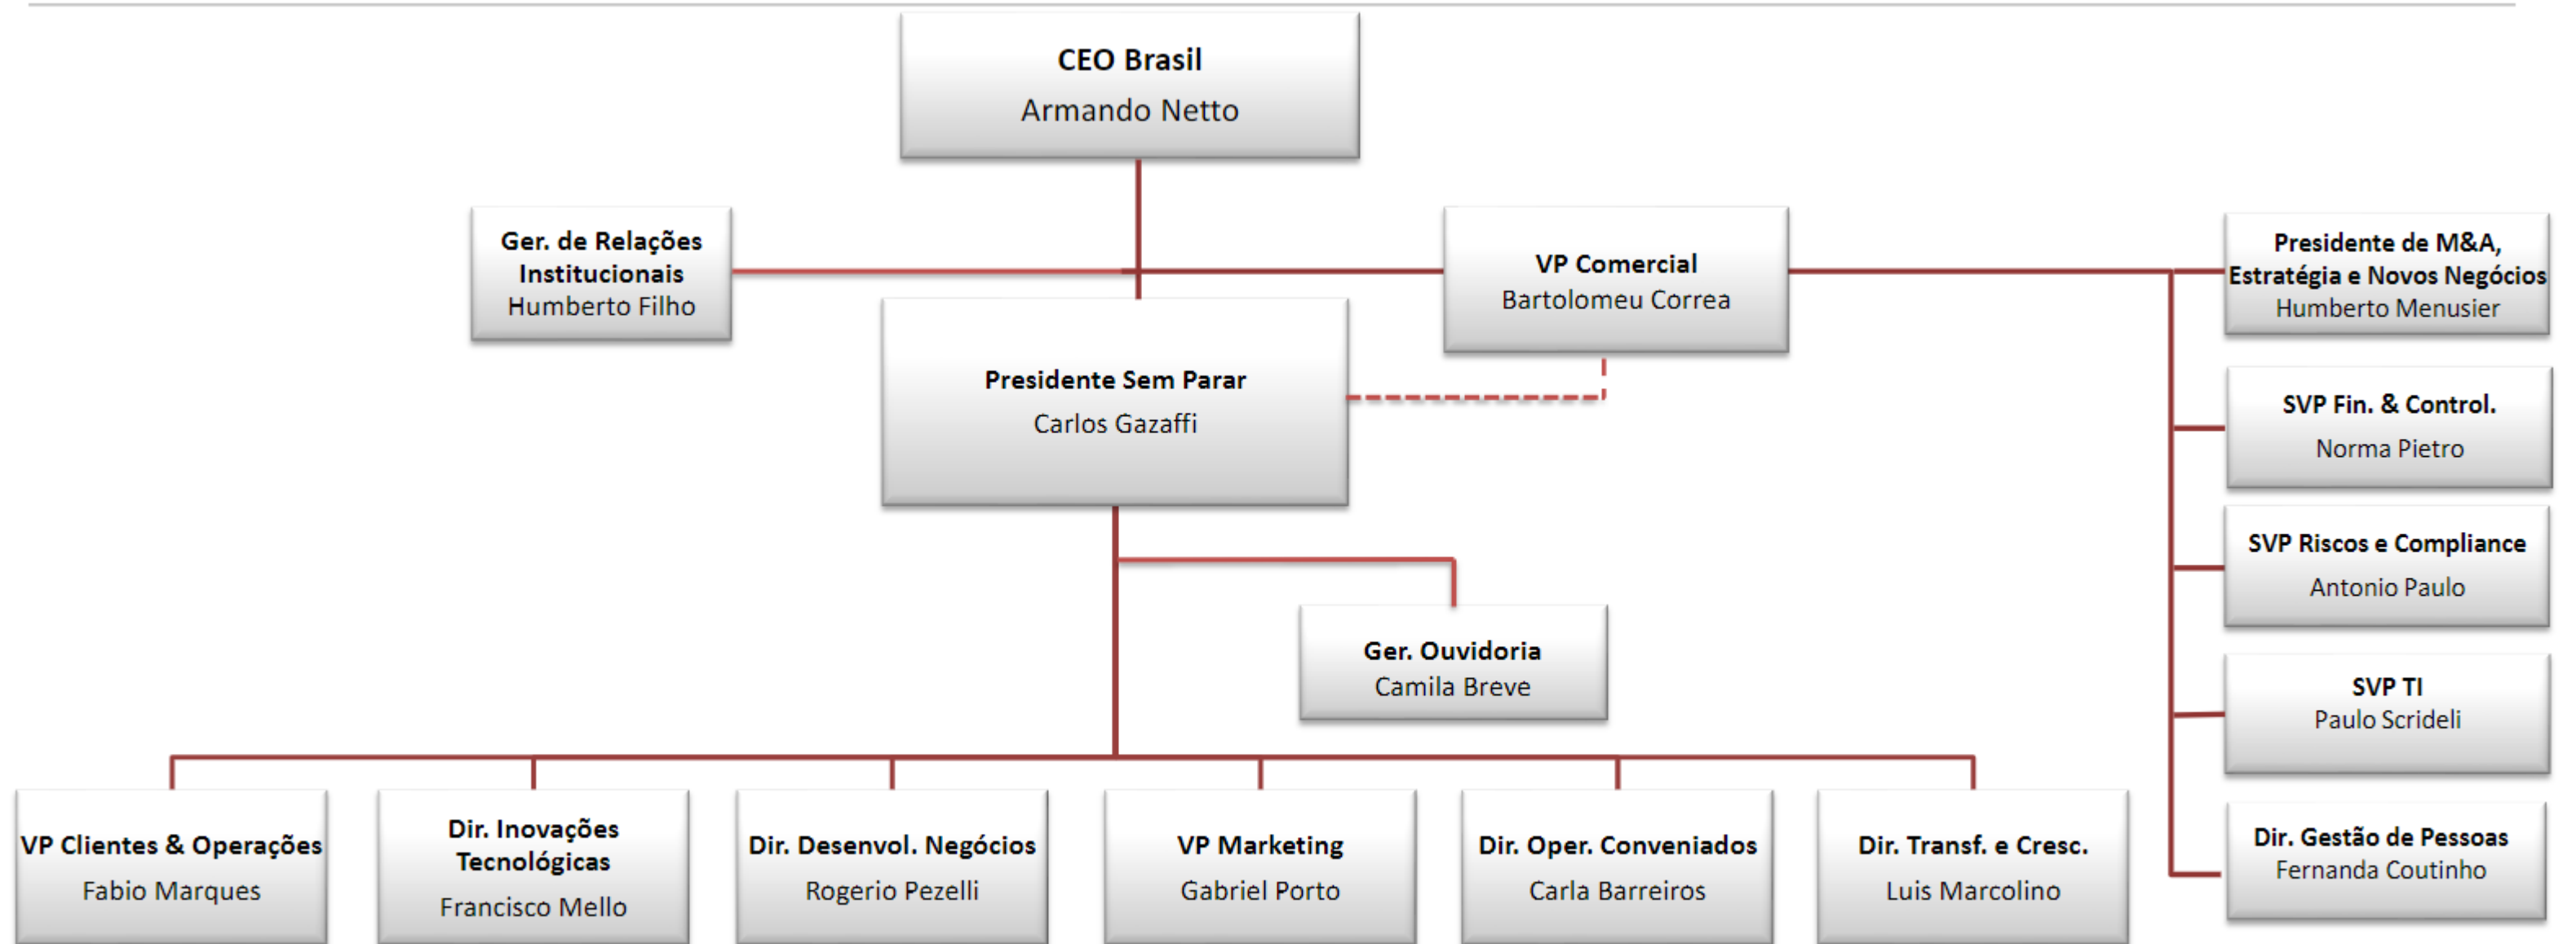 CEO Brasil
Armando Netto
Ger. de Relações
Institucionais
Humberto Filho
VP Comercial
Bartolomeu Correa
Presidente de M&A,
Estratégia e Novos Negócios
Humberto Menusier
Presidente Sem Parar
Carlos Gazaffi
SVP Fin. & Control.
Norma Pietro
SVP Riscos e Compliance
Antonio Paulo
Ger. Ouvidoria
Camila Breve
SVP TI
Paulo Scrideli
VP Clientes & Operações
Fabio Marques
Dir. Inovações
Tecnológicas
Francisco Mello
Dir. Desenvol. Negócios
Rogerio Pezelli
VP Marketing
Gabriel Porto
Dir. Oper. Conveniados
Carla Barreiros
Dir. Transf. e Cresc.
Luis Marcolino
Dir. Gestão de Pessoas
Fernanda Coutinho